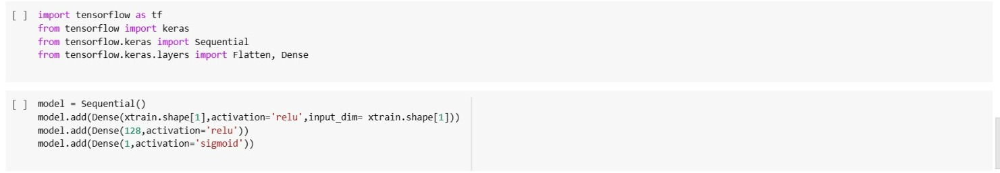 [ ] import tensorflow as tf
from tensorflow import keras
from tensorflow.keras import Sequential
from tensorflow.keras.layers import Flatten, Dense
[ ] model = Sequential()
model.add(Dense(xtrain.shape[1],activation='relu',input_dim= xtrain.shape[1]))
model.add(Dense(128,activation='relu'))
model.add(Dense(1,activation='sigmoid'))